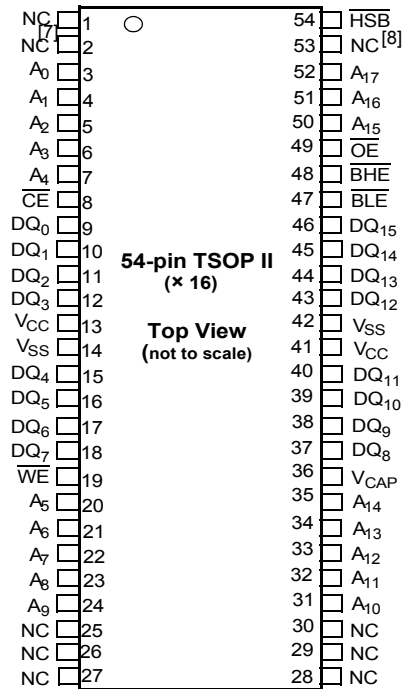 NC 1 54 H̅S̅B̅
[7] NC 2 53 NC[8]
A0 3 52 A17
A1 4 51 A16
A2 5 50 A15
A3 6 49 O̅E̅
A4 7 48 B̅H̅E̅
C̅E̅ 8 47 B̅L̅E̅
DQ0 9 46 DQ15
DQ1 10 45 DQ14
DQ2 11 54-pin TSOP II 44 DQ13
DQ3 12 (× 16) 43 DQ12
VCC 13 42 VSS
VSS 14 Top View 41 VCC
DQ4 15 (not to scale) 40 DQ11
DQ5 16 39 DQ10
DQ6 17 38 DQ9
DQ7 18 37 DQ8
W̅E̅ 19 36 VCAP
A5 20 35 A14
A6 21 34 A13
A7 22 33 A12
A8 23 32 A11
A9 24 31 A10
NC 25 30 NC
NC 26 29 NC
NC 27 28 NC